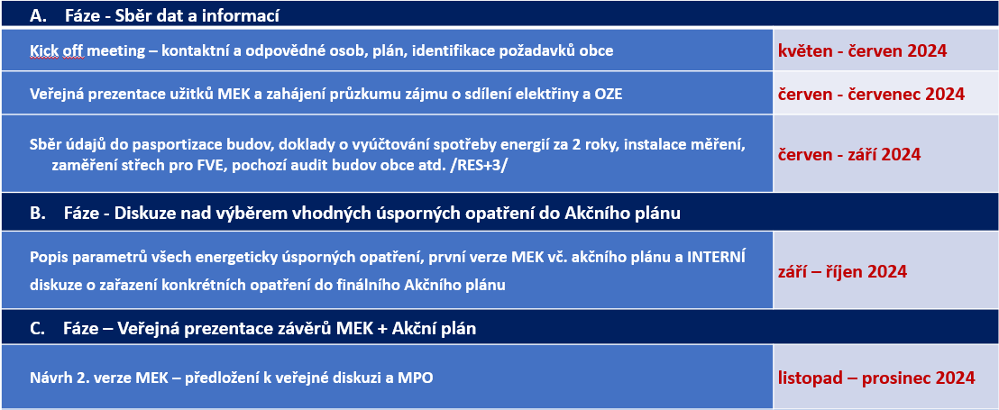 A. Fáze - Sběr dat a informací
Kick off meeting – kontaktní a odpovědné osob, plán, identifikace požadavků obce
květen - červen 2024
Veřejná prezentace užitků MEK a zahájení průzkumu zájmu o sdílení elektřiny a OZE
červen - červenec 2024
Sběr údajů do pasportizace budov, doklady o vyúčtování spotřeby energií za 2 roky, instalace měření,
zaměření střech pro FVE, pochozí audit budov obce atd. /RES+3/
červen - září 2024
B. Fáze - Diskuze nad výběrem vhodných úsporných opatření do Akčního plánu
Popis parametrů všech energeticky úsporných opatření, první verze MEK vč. akčního plánu a INTERNÍ
diskuze o zařazení konkrétních opatření do finálního Akčního plánu
září – říjen 2024
C. Fáze – Veřejná prezentace závěrů MEK + Akční plán
Návrh 2. verze MEK – předložení k veřejné diskuzi a MPO
listopad – prosinec 2024